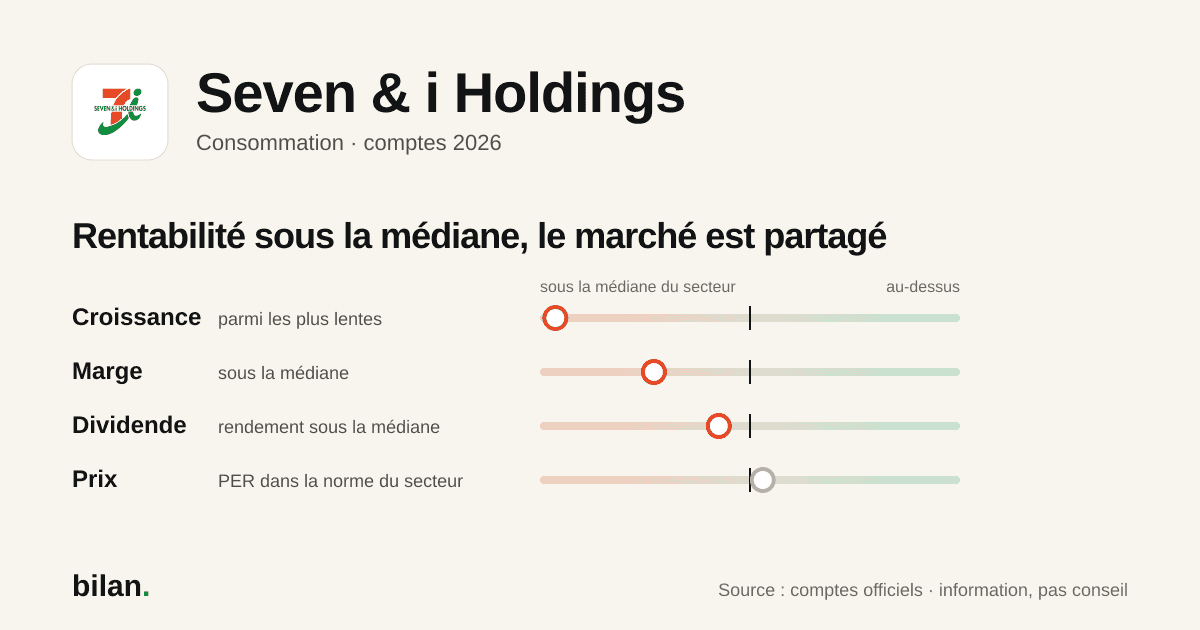 SEVEN & i HOLDINGS
Seven & i Holdings
Consommation · comptes 2026
Rentabilité sous la médiane, le marché est partagé
sous la médiane du secteur au-dessus
Croissance parmi les plus lentes
Marge sous la médiane
Dividende rendement sous la médiane
Prix PER dans la norme du secteur
bilan.
Source : comptes officiels · information, pas conseil